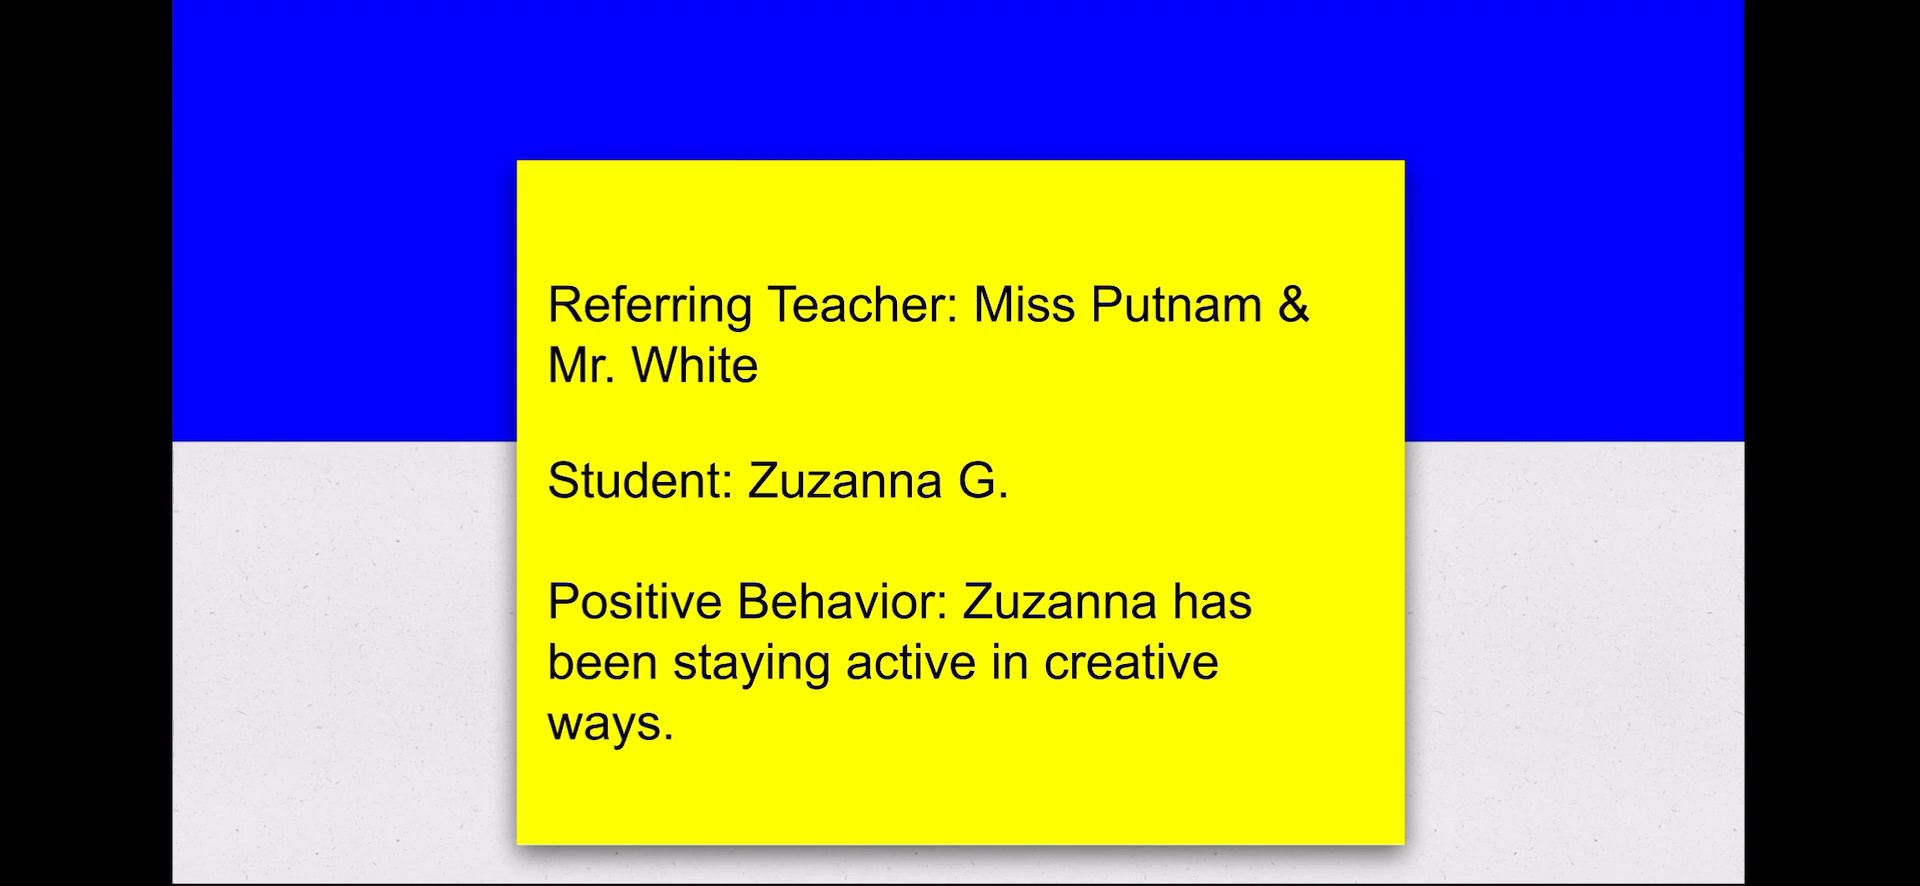 Referring Teacher: Miss Putnam &
Mr. White
Student: Zuzanna G.
Positive Behavior: Zuzanna has
been staying active in creative
ways.